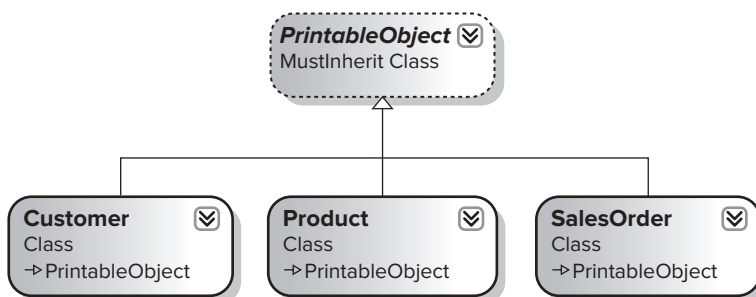 PrintableObject
MustInherit Class
Customer
Class
PrintableObject
Product
Class
PrintableObject
SalesOrder
Class
PrintableObject